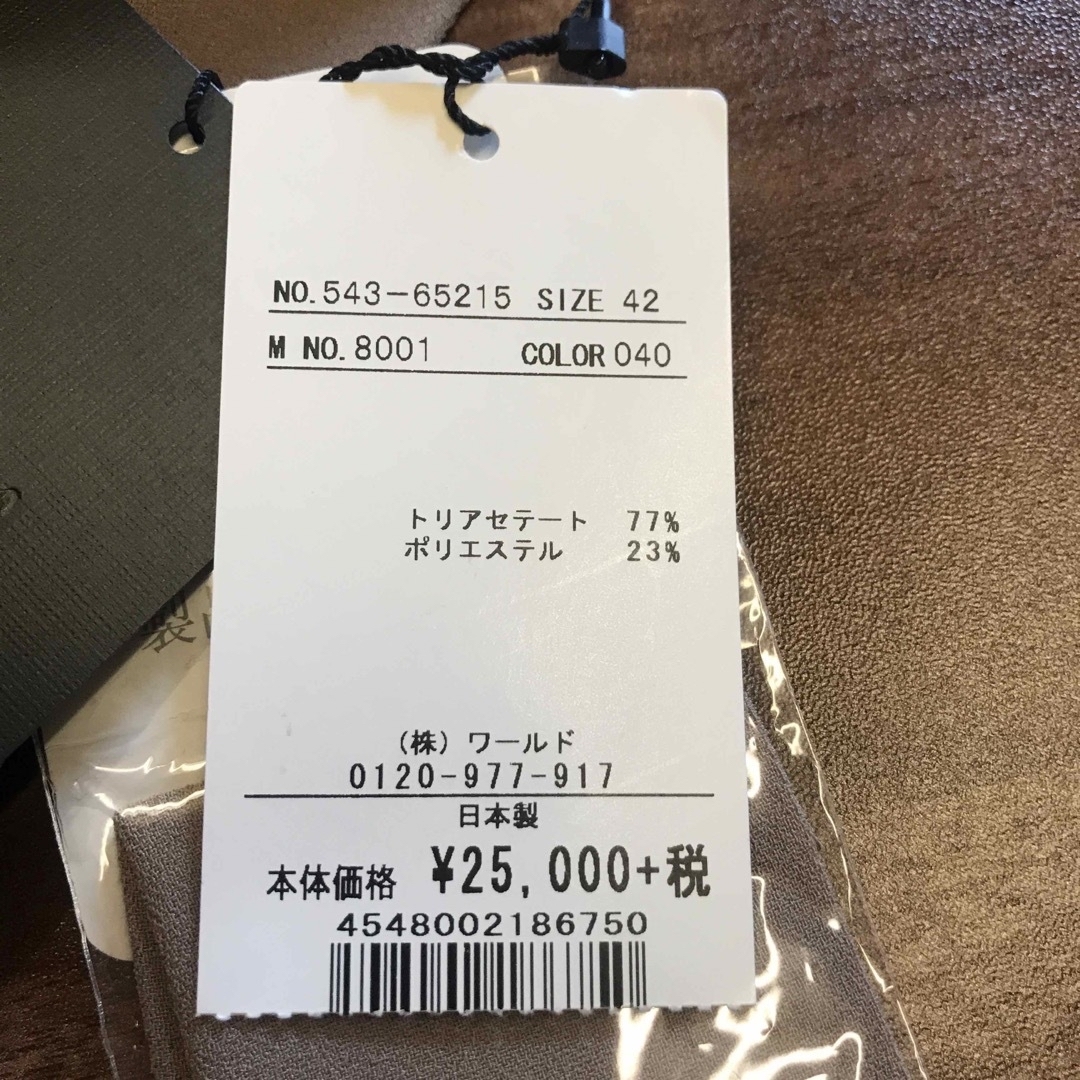 NO.543-65215 SIZE 42
M NO.8001 COLOR 040
トリアセテート 77%
ポリエステル 23%
製
(株)ワールド
0120-977-917
日本製
本体価格 ¥25,000+税
4548002186750